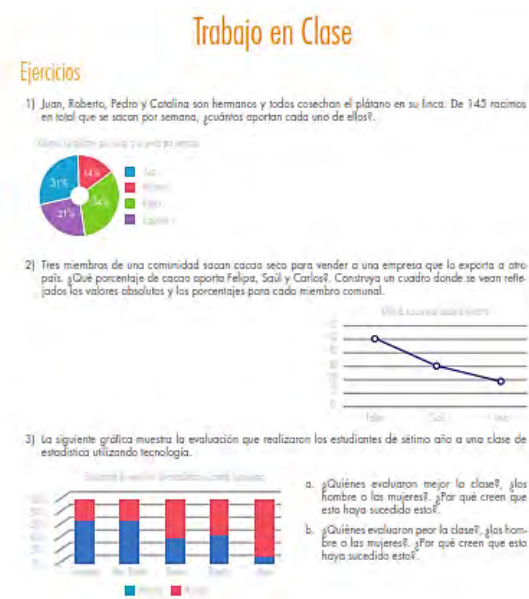 Trabajo en Clase
Ejercicios
1) Juan, Roberto, Pedro y Catalina son hermanos y todos cosechan el plátano en su finca. De 145 racimos
en total que se sacan por semana, ¿cuántos aportan cada uno de ellos?.
31%
14%
34%
21%
2) Tres miembros de una comunidad sacan cacao seco para vender a una empresa que lo exporta a otro
país. ¿Qué porcentaje de cacao aporta Felipa, Saúl y Carlos?. Construya un cuadro donde se vean refle-
jados los valores absolutos y los porcentajes para cada miembro comunal.
3) La siguiente gráfica muestra la evaluación que realizaron los estudiantes de sétimo año a una clase de
estadística utilizando tecnología.
a. ¿Quiénes evaluaron mejor la clase?, ¿los
hombre o las mujeres?. ¿Por qué creen que
esto haya sucedido esto?.
b. ¿Quiénes evaluaron peor la clase?, ¿los hom-
bre o las mujeres?. ¿Por qué creen que esto
haya sucedido esto?.